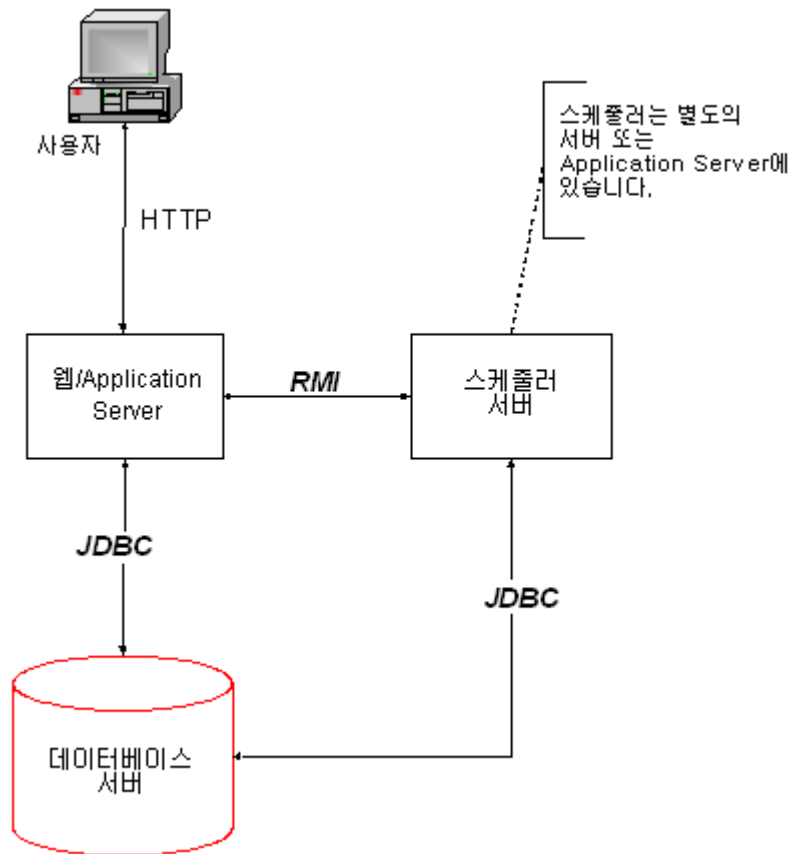 사용자
스케줄러는 별도의
서버 또는
Application Server에
있습니다.
HTTP
웹/Application
Server
RMI
스케줄러
서버
JDBC
JDBC
데이터베이스
서버